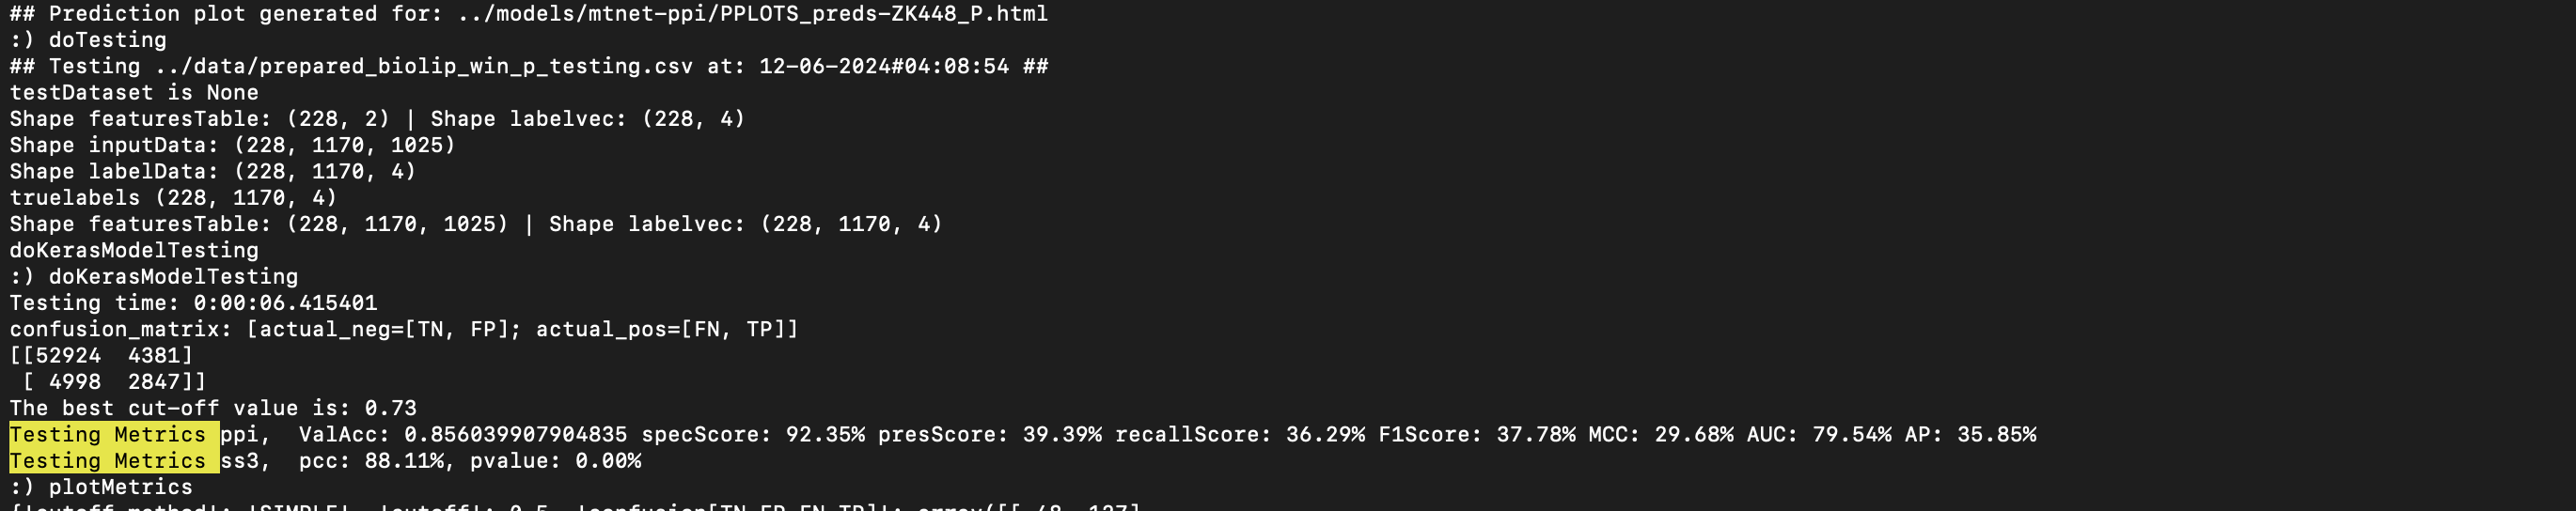 ## Prediction plot generated for: ../models/mtnet-ppi/PPLOTS_preds-ZK448_P.html
:) doTesting
## Testing ../data/prepared_biolip_win_p_testing.csv at: 12-06-2024#04:08:54 ##
testDataset is None
Shape featuresTable: (228, 2) | Shape labelvec: (228, 4)
Shape inputData: (228, 1170, 1025)
Shape labelData: (228, 1170, 4)
truelabels (228, 1170, 4)
Shape featuresTable: (228, 1170, 1025) | Shape labelvec: (228, 1170, 4)
doKerasModelTesting
:) doKerasModelTesting
Testing time: 0:00:06.415401
confusion_matrix: [actual_neg=[TN, FP]; actual_pos=[FN, TP]]
[[52924  4381]
 [ 4998  2847]]
The best cut-off value is: 0.73
Testing Metrics ppi,  ValAcc: 0.856039907904835 specScore: 92.35% presScore: 39.39% recallScore: 36.29% F1Score: 37.78% MCC: 29.68% AUC: 79.54% AP: 35.85%
Testing Metrics ss3,  pcc: 88.11%, pvalue: 0.00%
:) plotMetrics